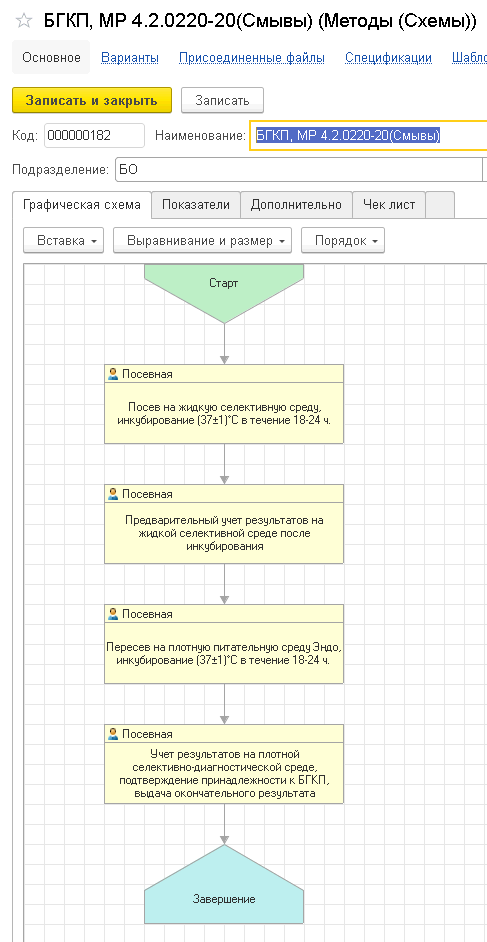 БГКП, МР 4.2.0220-20(Смывы) (Методы (Схемы))
Основное Варианты Присоединенные файлы Спецификации Шабло
Записать и закрыть Записать
Код: 000000182 Наименование: БГКП, МР 4.2.0220-20(Смывы)
Подразделение: БО
Графическая схема Показатели Дополнительно Чек лист
Вставка Выравнивание и размер Порядок
Старт
Посевная
Посев на жидкую селективную среду,
инкубирование (37±1)°С в течение 18-24 ч.
Посевная
Предварительный учет результатов на
жидкой селективной среде после
инкубирования
Посевная
Пересев на плотную питательную среду Эндо,
инкубирование (37±1)°С в течение 18-24 ч.
Посевная
Учет результатов на плотной
селективно-диагностической среде,
подтверждение принадлежности к БГКП,
выдача окончательного результата
Завершение